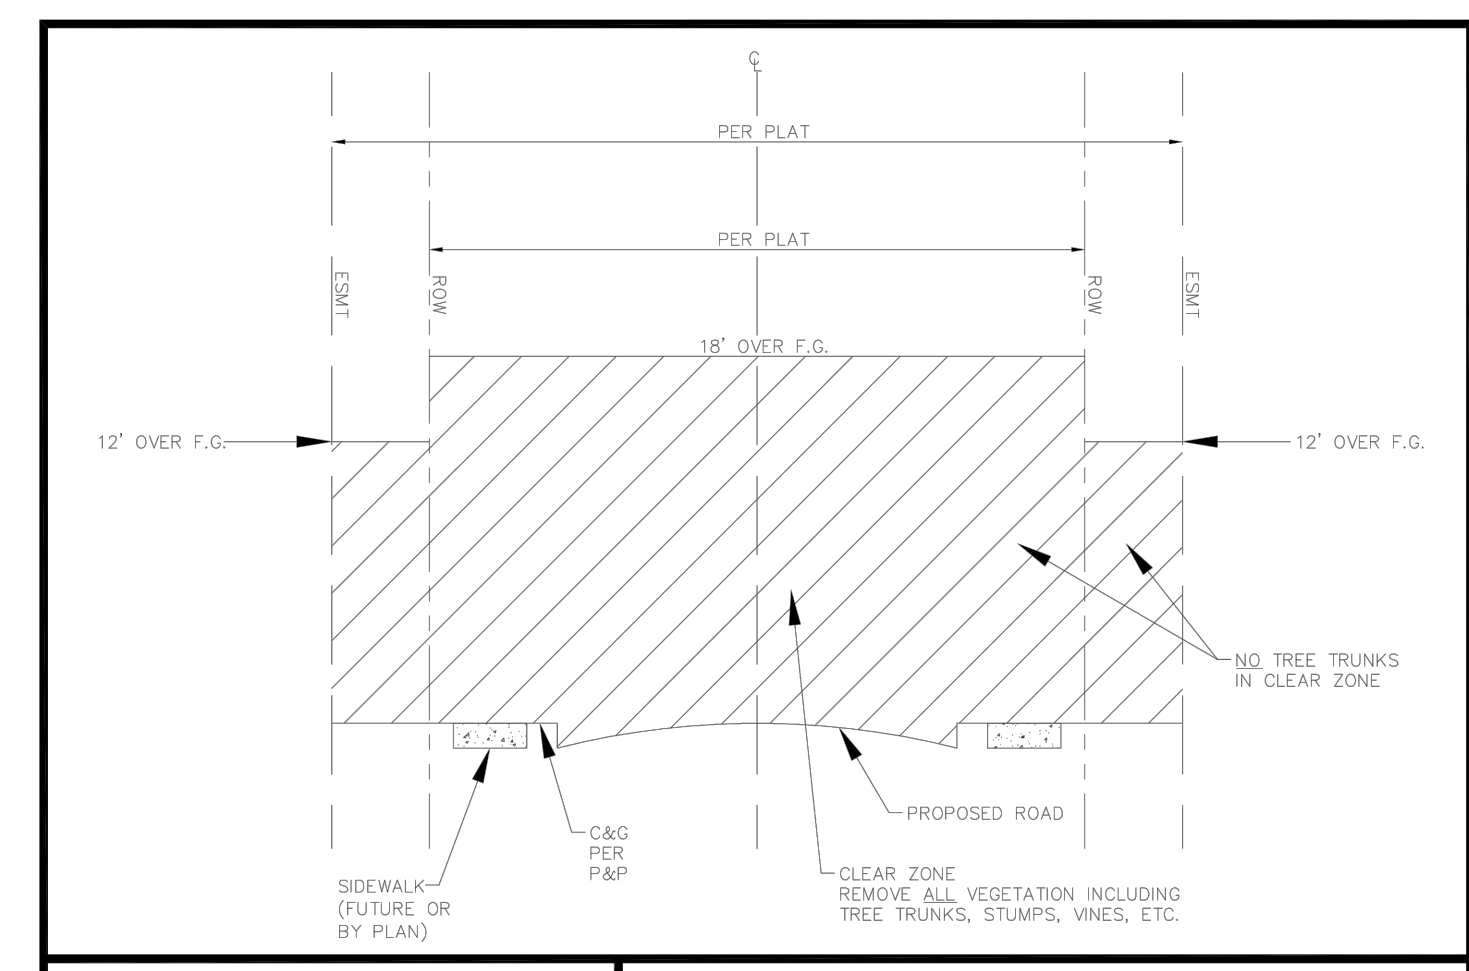 ℄
PER PLAT
PER PLAT
ESMT
ROW
ROW
ESMT
18' OVER F.G.
12' OVER F.G.
12' OVER F.G.
NO TREE TRUNKS
IN CLEAR ZONE
PROPOSED ROAD
C&G
PER
P&P
CLEAR ZONE
REMOVE ALL VEGETATION INCLUDING
TREE TRUNKS, STUMPS, VINES, ETC.
SIDEWALK
(FUTURE OR
BY PLAN)